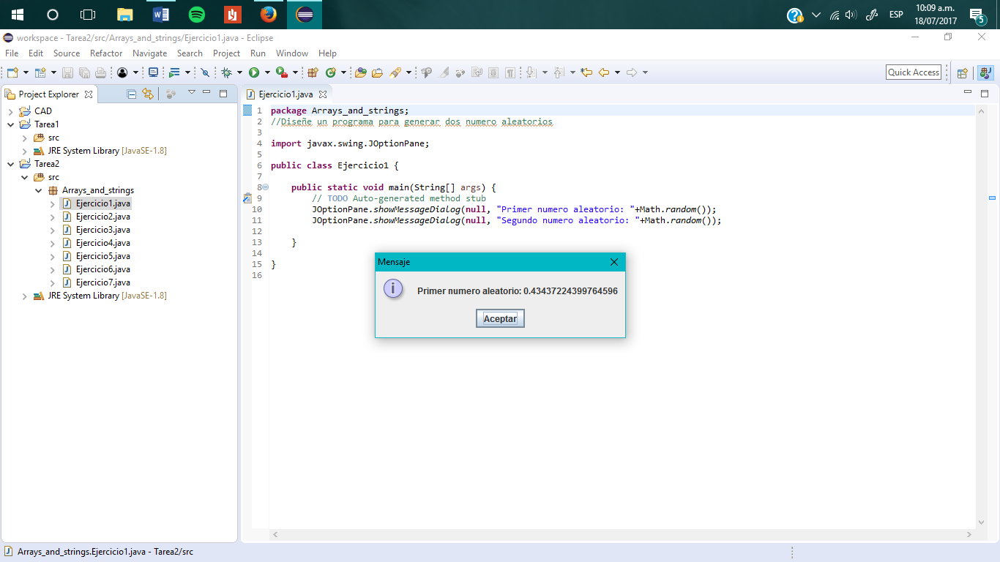 ESP
10:09 a.m.
18/07/2017
5
workspace - Tarea2/src/Arrays_and_strings/Ejercicio1.java - Eclipse
File Edit Source Refactor Navigate Search Project Run Window Help
Quick Access
Project Explorer
CAD
Tarea1
src
JRE System Library [JavaSE-1.8]
Tarea2
src
Arrays_and_strings
Ejercicio1.java
Ejercicio2.java
Ejercicio3.java
Ejercicio4.java
Ejercicio5.java
Ejercicio6.java
Ejercicio7.java
JRE System Library [JavaSE-1.8]
Ejercicio1.java
1 package Arrays_and_strings;
2 //Diseñe un programa para generar dos numero aleatorios
3
4 import javax.swing.JOptionPane;
5
6 public class Ejercicio1 {
7
8 public static void main(String[] args) {
9 // TODO Auto-generated method stub
10 JOptionPane.showMessageDialog(null, "Primer numero aleatorio: "+Math.random());
11 JOptionPane.showMessageDialog(null, "Segundo numero aleatorio: "+Math.random());
12
13 }
14
15 }
16
Mensaje
Primer numero aleatorio: 0.43437224399764596
Aceptar
Arrays_and_strings.Ejercicio1.java - Tarea2/src